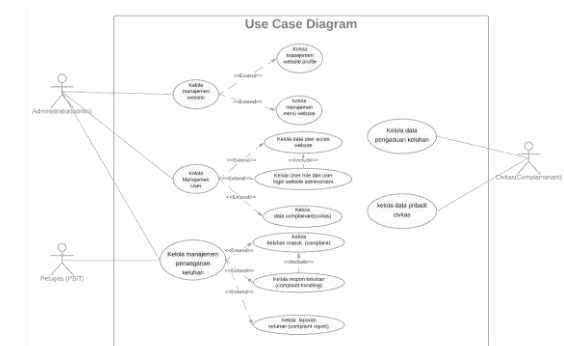 Use Case Diagram
Kelola
manajemen
website profile
<<Extend>>
Kelola
manajemen
website
Administrator(admin)
<<Extend>>
Kelola
manajemen
menu website
Kelola data user acces
website
Kelola data
pengaduan keluhan
<<Extend>>
<<Include>>
Kelola
Manajemen
User
Kelola User role dan user
login website administrator
Civitas(Complainanant)
<<Extend>>
Kelola
data complainant(civitas)
kelola data pribadi
civitas
Kelola
keluhan masuk (complaint)
<<Extend>>
Kelola manajemen
penanganan
keluhan
<<Include>>
<<Extend>>
Kelola respon keluhan
(complaint handling)
Petugas (PSIT)
<<Extend>>
Kelola laporan
keluhan (complaint report)